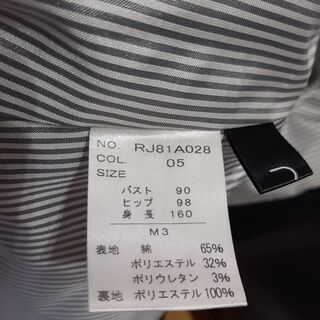 NO. RJ81A028
COL. 05
SIZE
バスト 90
ヒップ 98
身長 160
M3
表地 綿 65%
ポリエステル 32%
ポリウレタン 3%
裏地 ポリエステル 100%